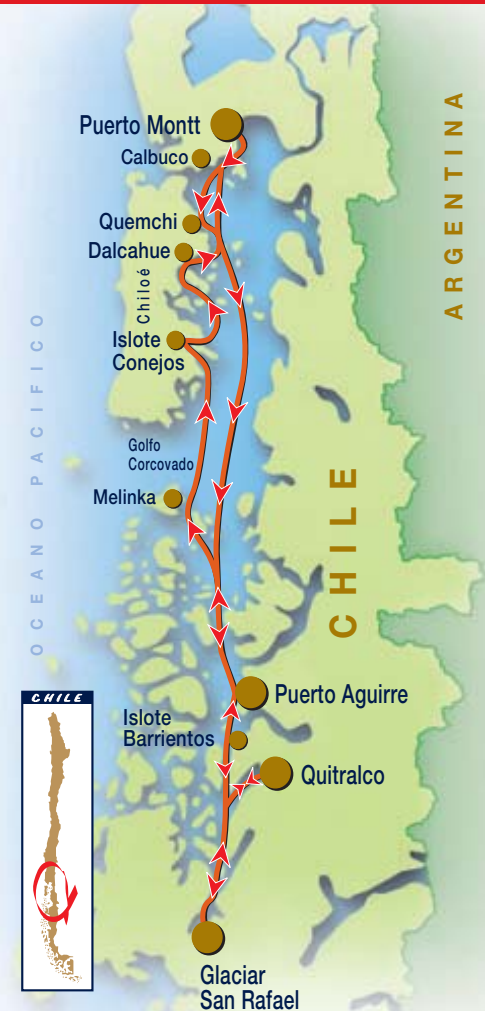 Puerto Montt
Calbuco
ARGENTINA
Quemchi
Dalcahue
Chiloé
Islote
Conejos
OCEANO PACIFICO
Golfo
Corcovado
Melinka
CHILE
Puerto Aguirre
CHILE
Islote
Barrientos
Quitralco
Glaciar
San Rafael